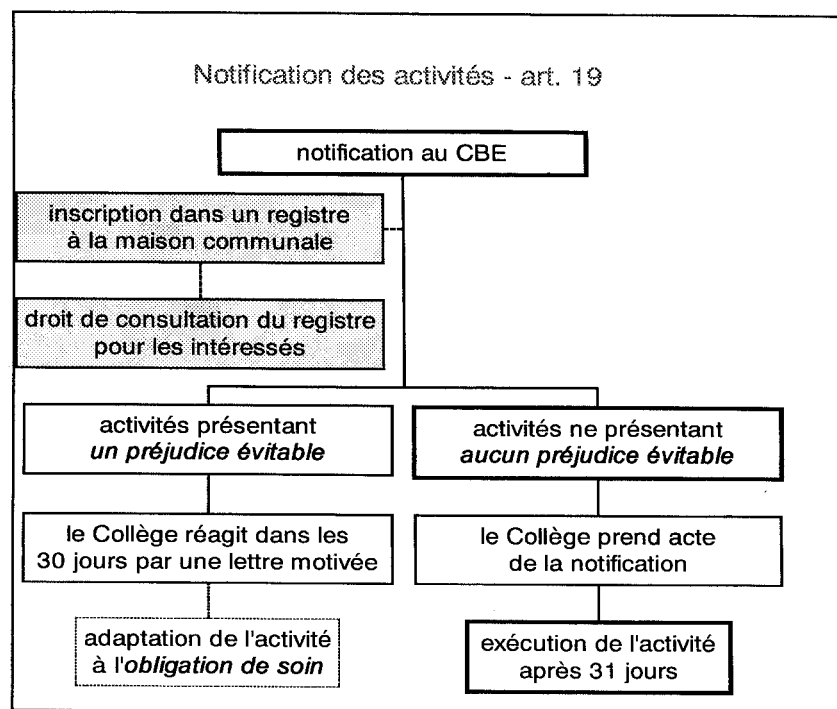 Notification des activités - art. 19
notification au CBE
inscription dans un registre
à la maison communale
droit de consultation du registre
pour les intéressés
activités présentant
un préjudice évitable
activités ne présentant
aucun préjudice évitable
le Collège réagit dans les
30 jours par une lettre motivée
le Collège prend acte
de la notification
adaptation de l'activité
à l'obligation de soin
exécution de l'activité
après 31 jours